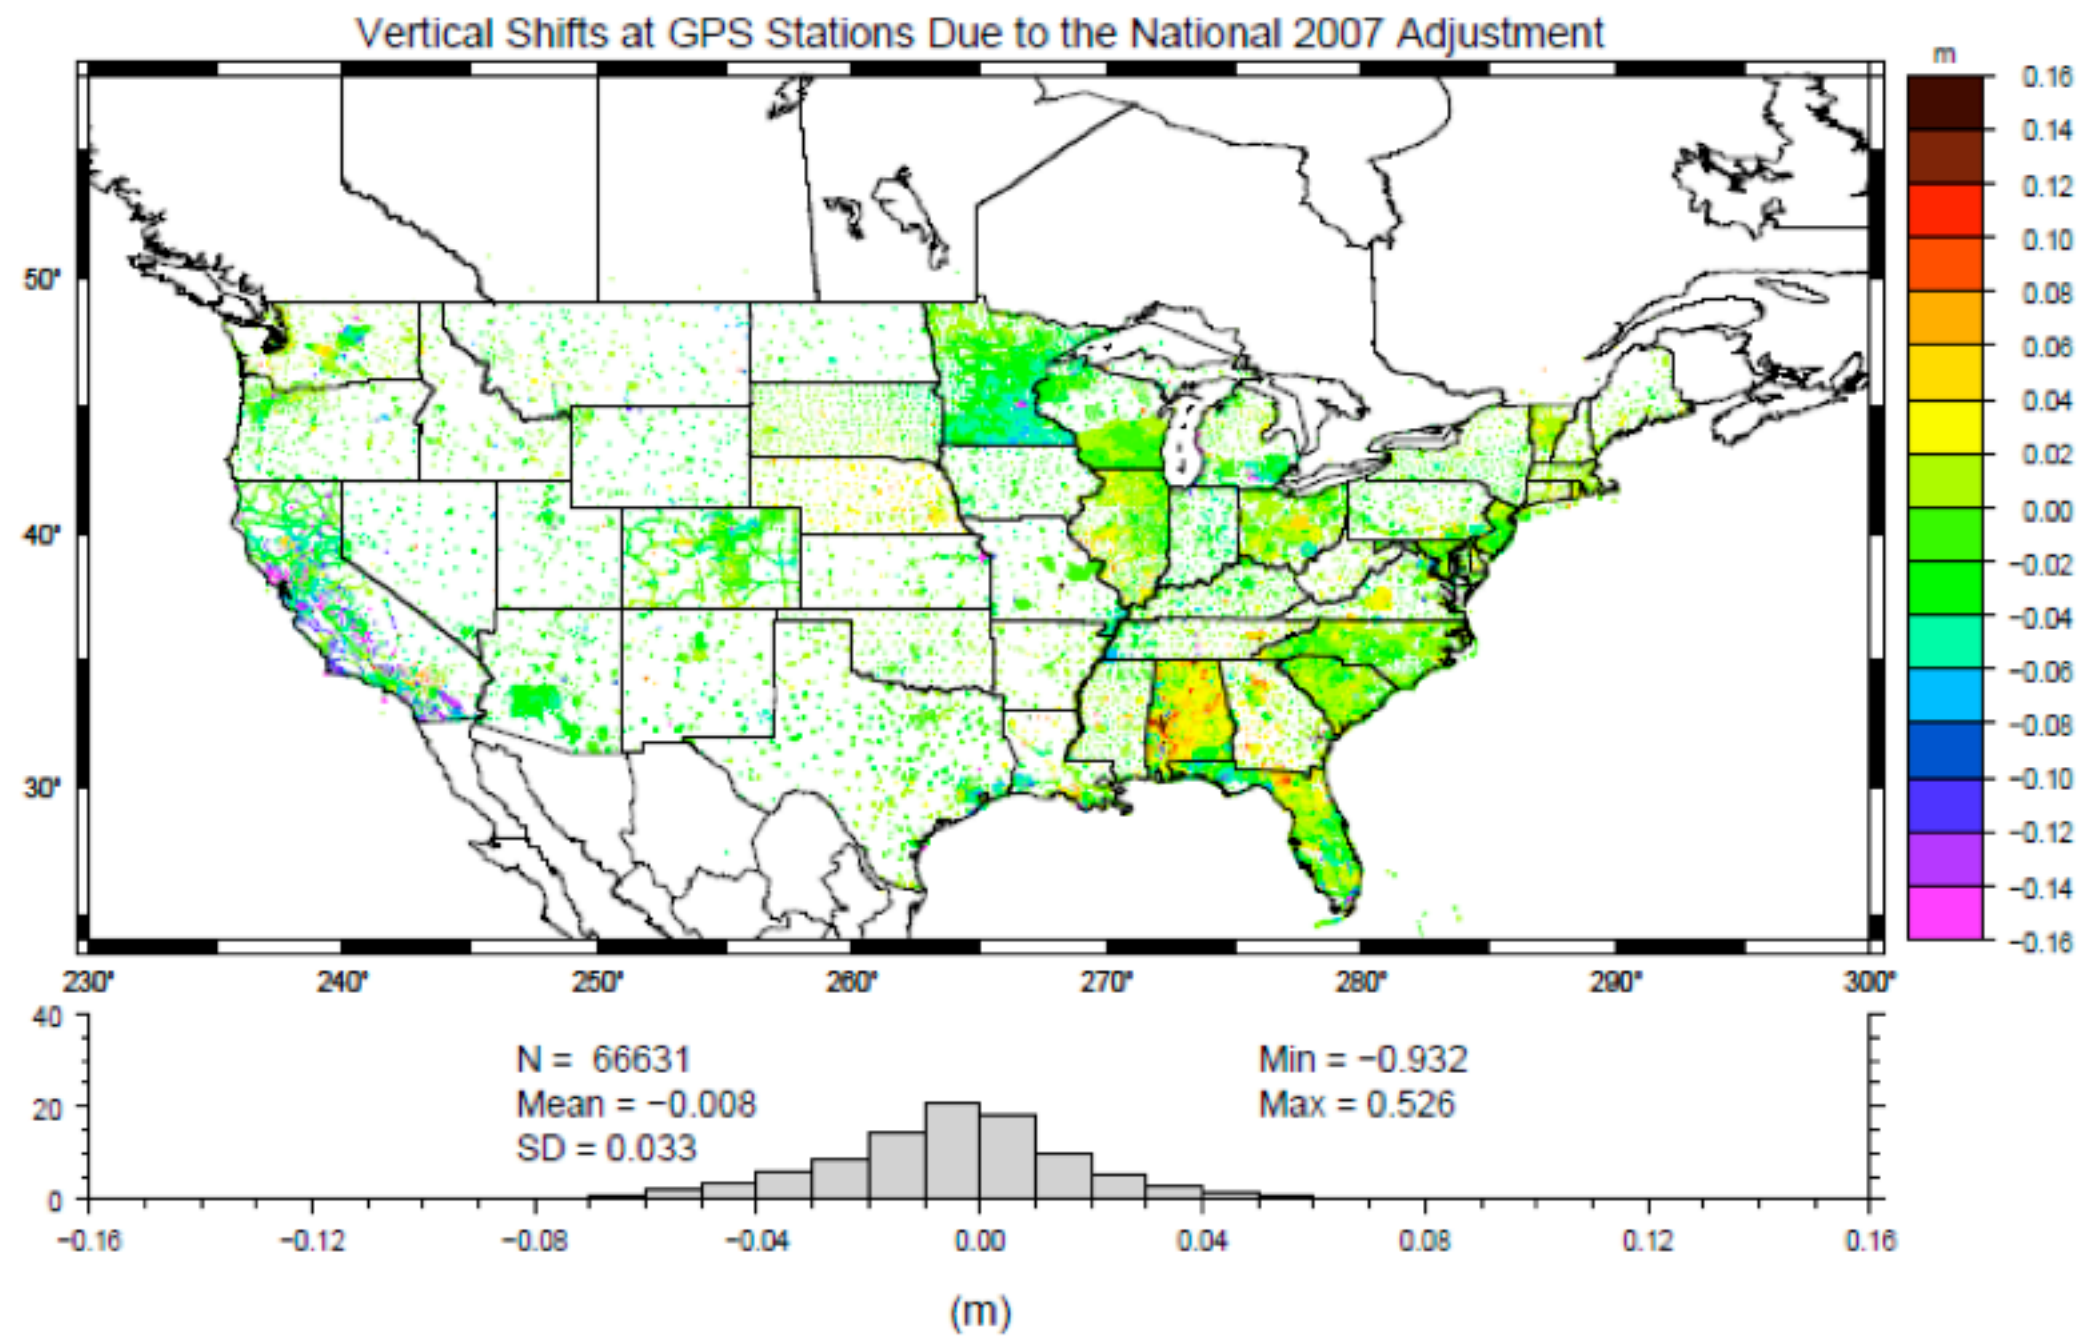 Vertical Shifts at GPS Stations Due to the National 2007 Adjustment
m
0.16
0.14
0.12
0.10
0.08
0.06
0.04
0.02
0.00
−0.02
−0.04
−0.06
−0.08
−0.10
−0.12
−0.14
−0.16
50°
40°
30°
230° 240° 250° 260° 270° 280° 290° 300°
40
20
0
N = 66631
Mean = −0.008
SD = 0.033
Min = −0.932
Max = 0.526
−0.16 −0.12 −0.08 −0.04 0.00 0.04 0.08 0.12 0.16
(m)